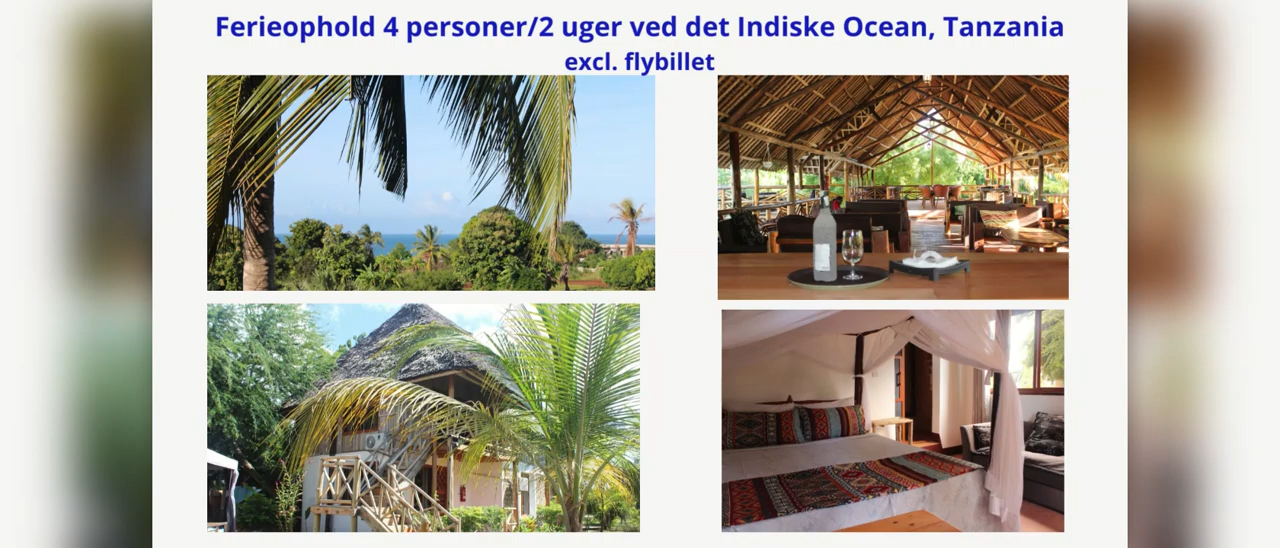 Ferieophold 4 personer/2 uger ved det Indiske Ocean, Tanzania
excl. flybillet